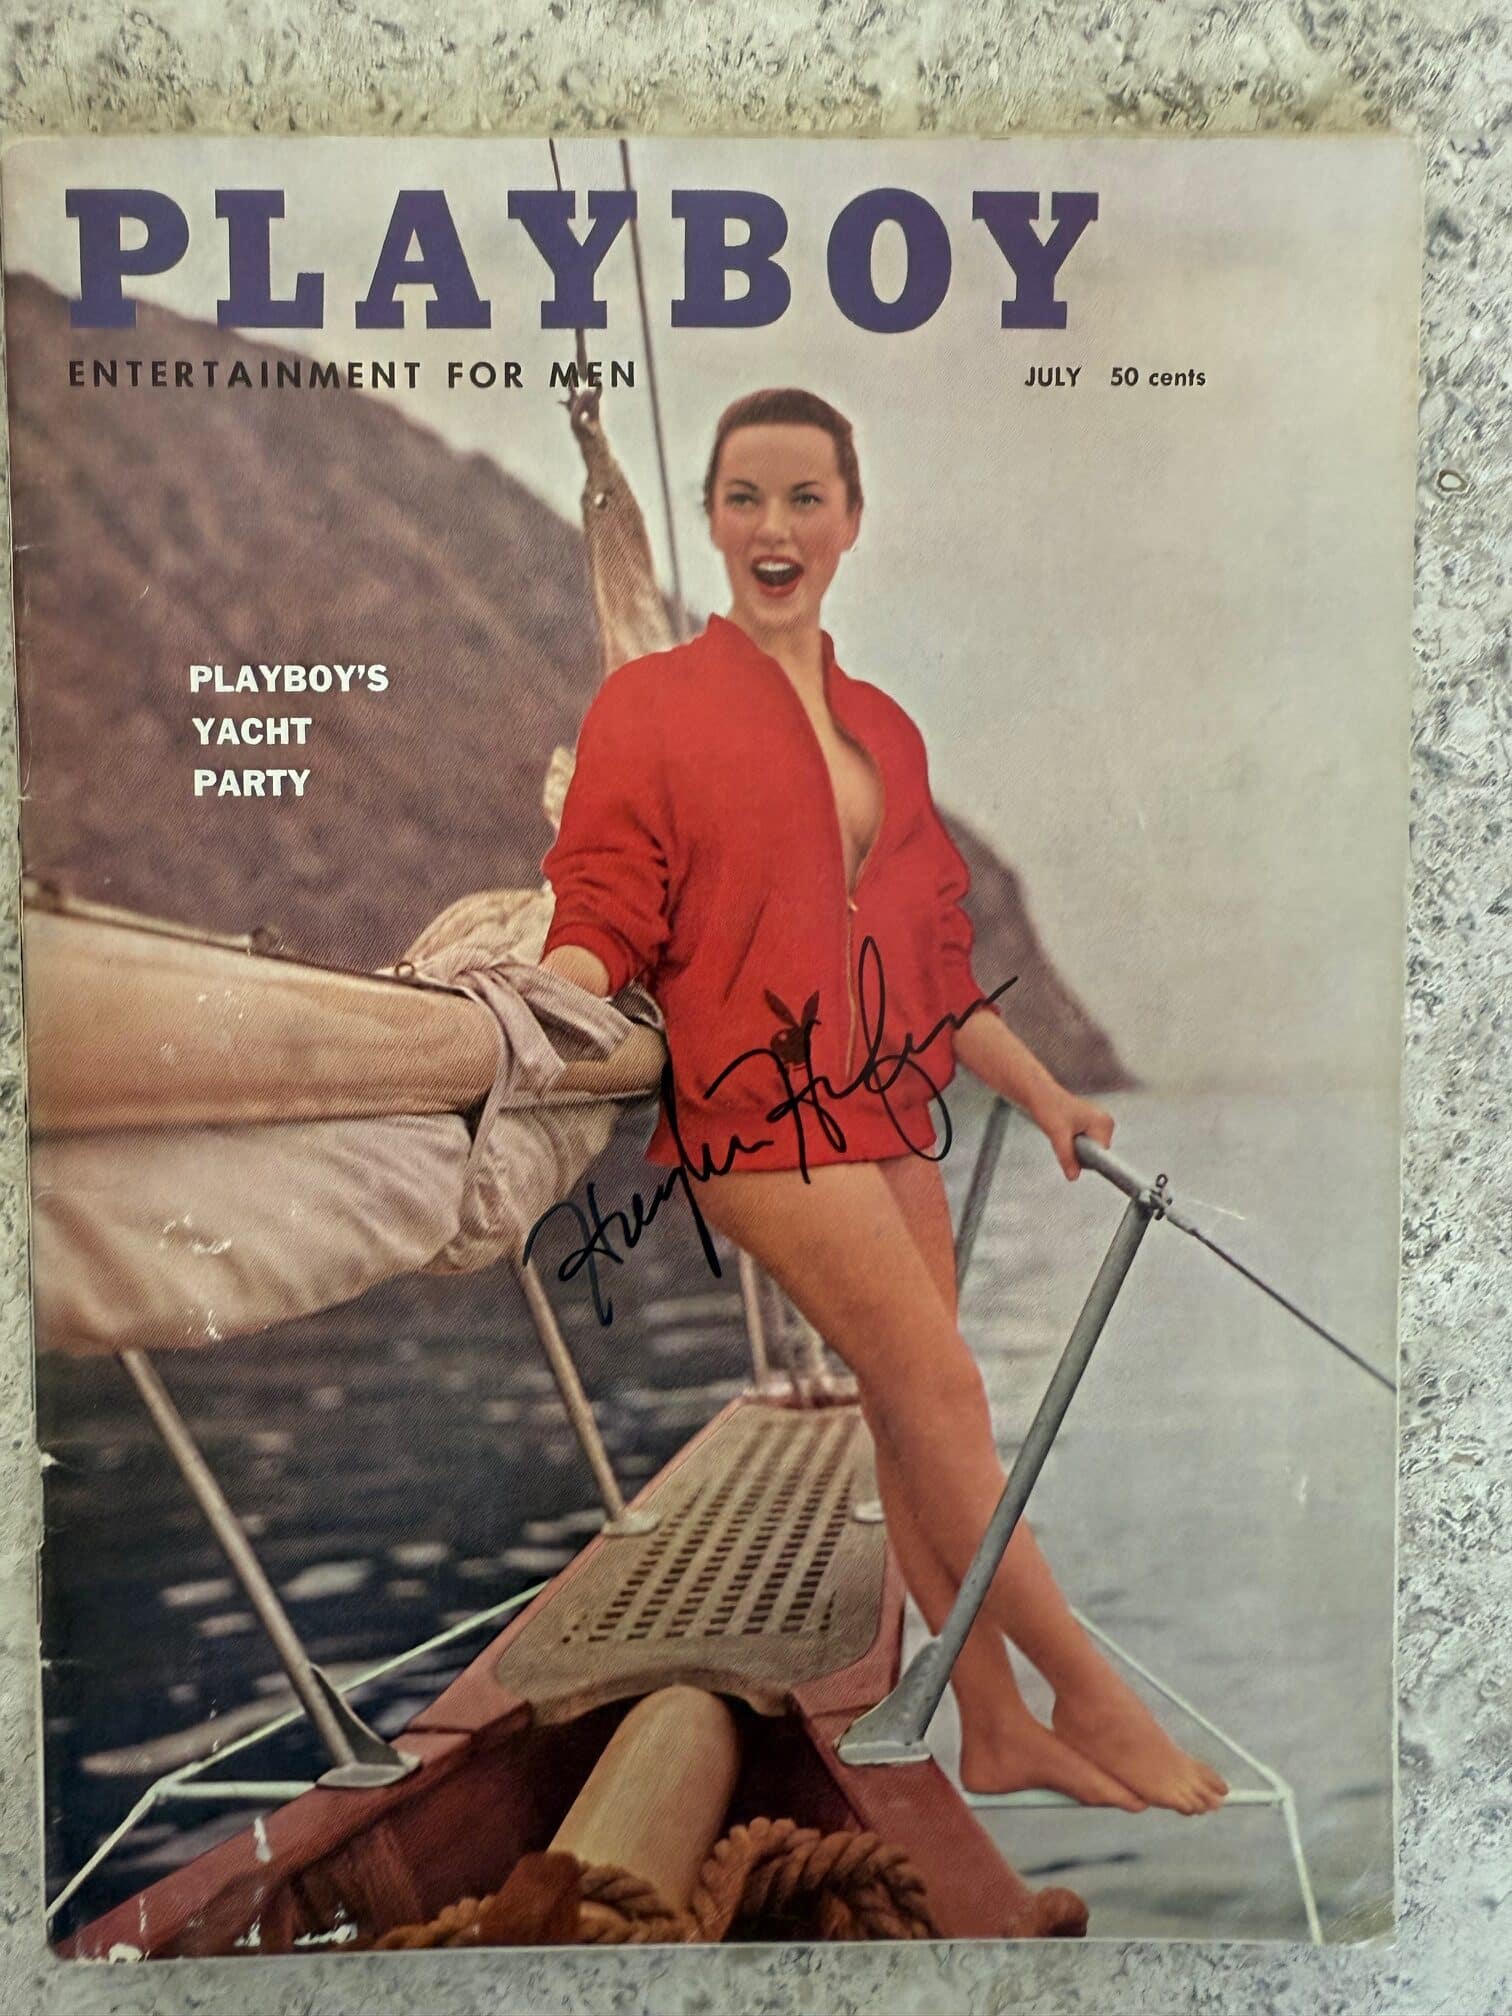 PLAYBOY
ENTERTAINMENT FOR MEN
JULY 50 cents
PLAYBOY'S
YACHT
PARTY